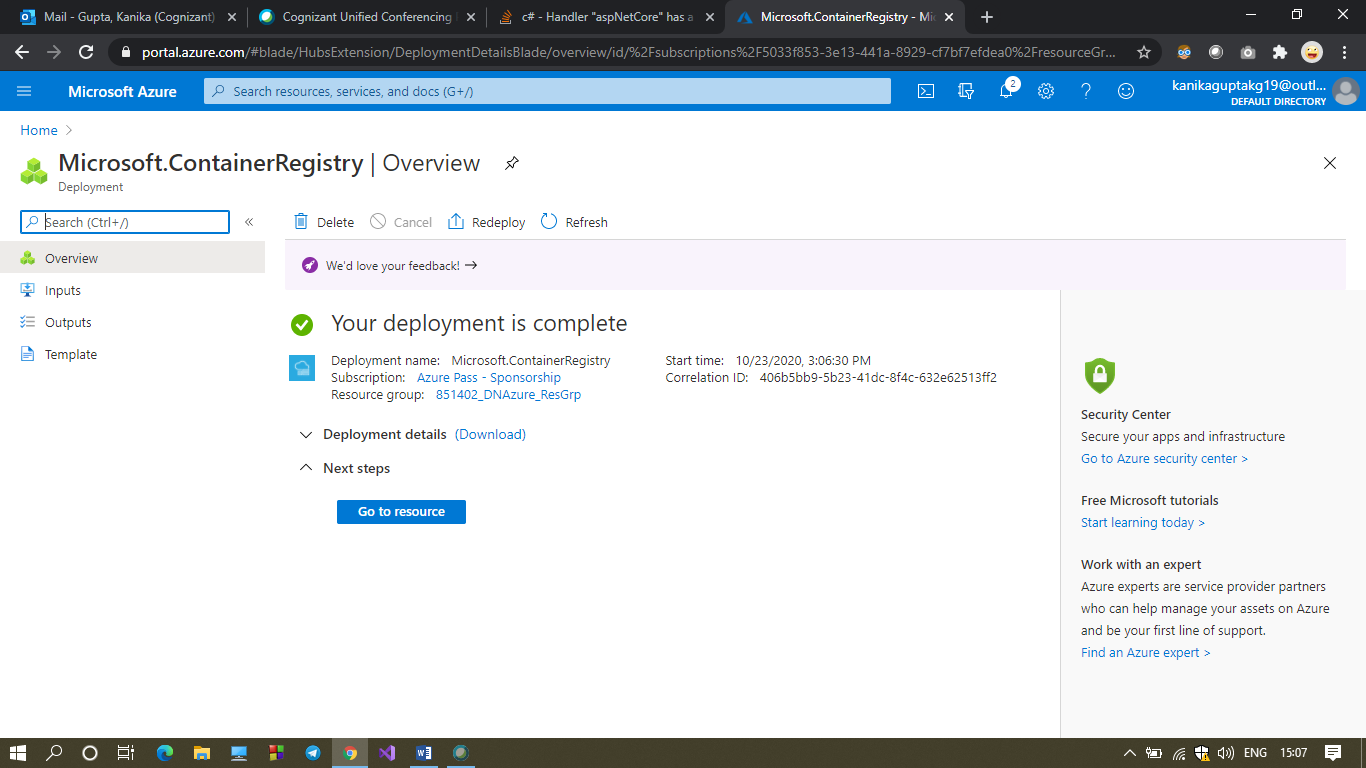 Mail - Gupta, Kanika (Cognizant)
Cognizant Unified Conferencing
c# - Handler "aspNetCore" has a
Microsoft.ContainerRegistry - Mic
portal.azure.com/#blade/HubsExtension/DeploymentDetailsBlade/overview/id/%2Fsubscriptions%2F5033f853-3e13-441a-8929-cf7bf7efdea0%2FresourceGr...
Microsoft Azure
Search resources, services, and docs (G+/)
2
kanikaguptakg19@outl...
DEFAULT DIRECTORY
Home
Microsoft.ContainerRegistry | Overview
Deployment
Search (Ctrl+/)
Delete
Cancel
Redeploy
Refresh
Overview
Inputs
Outputs
Template
We'd love your feedback! →
Your deployment is complete
Deployment name: Microsoft.ContainerRegistry
Subscription: Azure Pass - Sponsorship
Resource group: 851402_DNAzure_ResGrp
Start time: 10/23/2020, 3:06:30 PM
Correlation ID: 406b5bb9-5b23-41dc-8f4c-632e62513ff2
Deployment details (Download)
Next steps
Go to resource
Security Center
Secure your apps and infrastructure
Go to Azure security center >
Free Microsoft tutorials
Start learning today >
Work with an expert
Azure experts are service provider partners
who can help manage your assets on Azure
and be your first line of support.
Find an Azure expert >
ENG
15:07